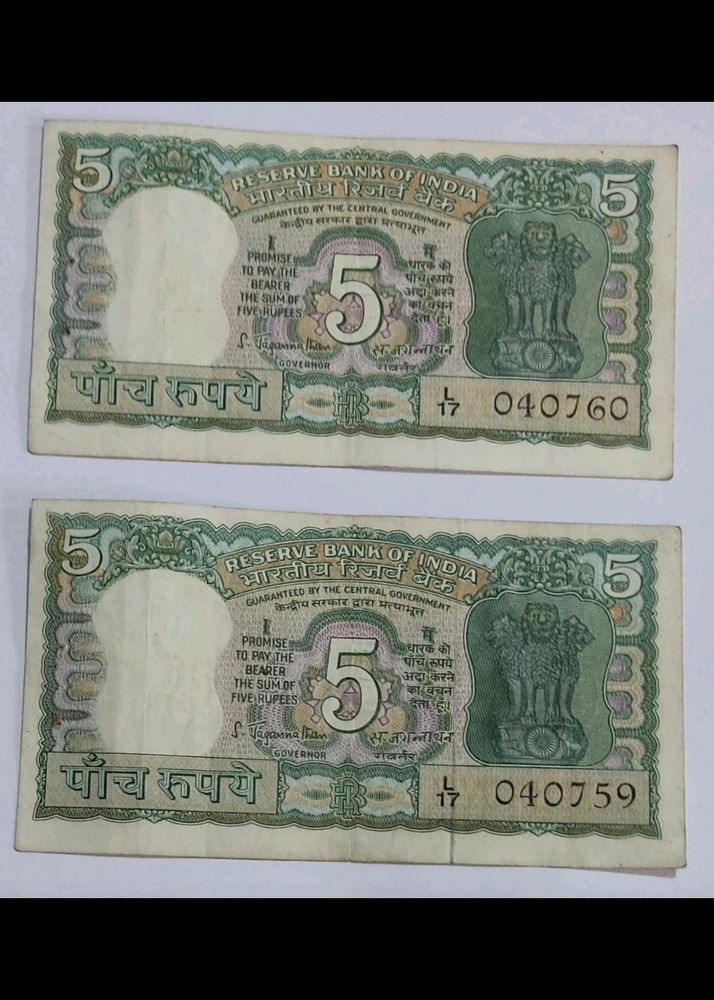 5
5
RESERVE BANK OF INDIA
भारतीय रिज़र्व बैंक
GUARANTEED BY THE CENTRAL GOVERNMENT
केन्द्रीय सरकार द्वारा प्रत्याभूत
I
PROMISE
TO PAY THE
BEARER
THE SUM OF
FIVE RUPEES
5
मैं
धारक को
पाँच रुपये
अदा करने
का वचन
देता हूँ।
S. Jagannathan
स. जगन्नाथन
GOVERNOR
गवर्नर
पाँच रुपये
L/17 040760
5
5
RESERVE BANK OF INDIA
भारतीय रिज़र्व बैंक
GUARANTEED BY THE CENTRAL GOVERNMENT
केन्द्रीय सरकार द्वारा प्रत्याभूत
I
PROMISE
TO PAY THE
BEARER
THE SUM OF
FIVE RUPEES
5
मैं
धारक को
पाँच रुपये
अदा करने
का वचन
देता हूँ।
S. Jagannathan
स. जगन्नाथन
GOVERNOR
गवर्नर
पाँच रुपये
L/17 040759